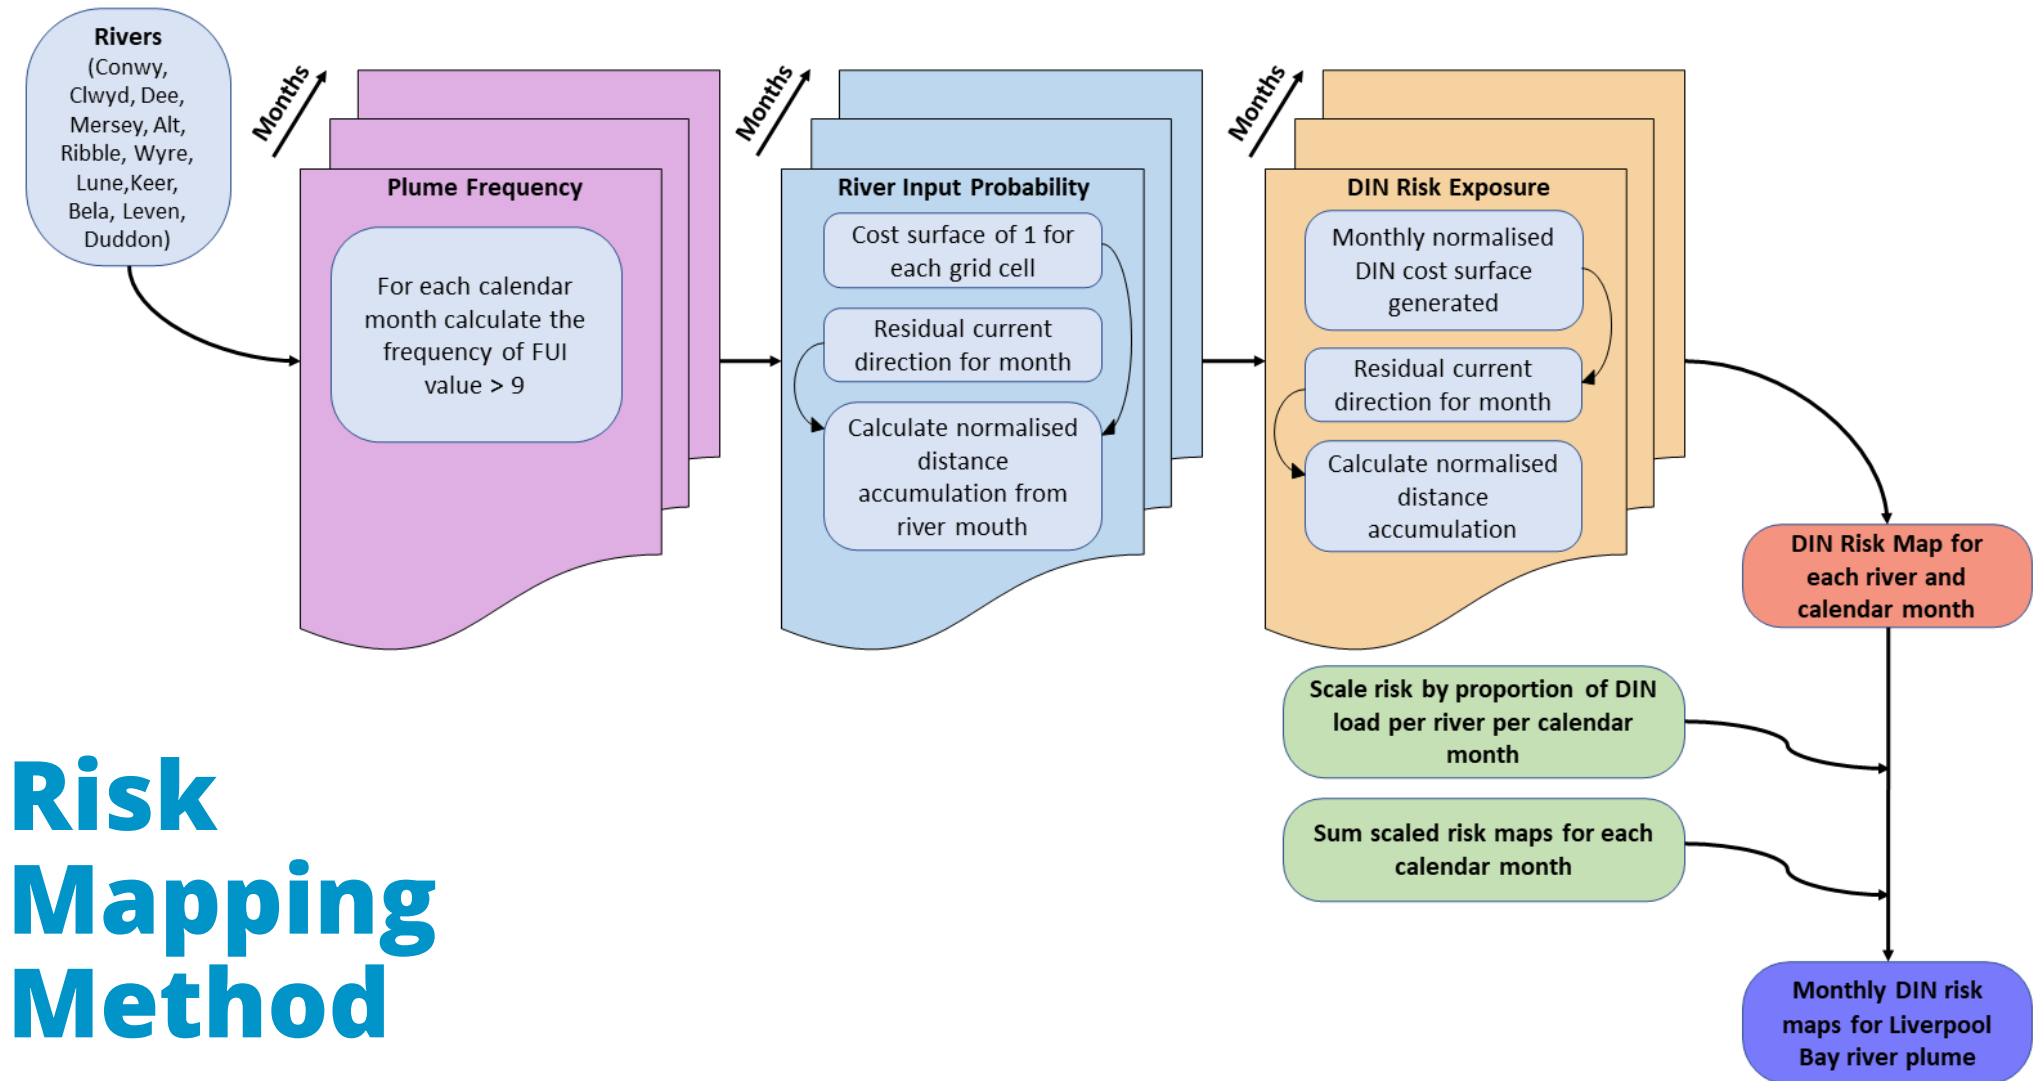 Rivers
(Conwy,
Clwyd, Dee,
Mersey, Alt,
Ribble, Wyre,
Lune,Keer,
Bela, Leven,
Duddon)
Months
Plume Frequency
For each calendar
month calculate the
frequency of FUI
value > 9
Months
River Input Probability
Cost surface of 1 for
each grid cell
Residual current
direction for month
Calculate normalised
distance
accumulation from
river mouth
Months
DIN Risk Exposure
Monthly normalised
DIN cost surface
generated
Residual current
direction for month
Calculate normalised
distance
accumulation
DIN Risk Map for
each river and
calendar month
Scale risk by proportion of DIN
load per river per calendar
month
Sum scaled risk maps for each
calendar month
Monthly DIN risk
maps for Liverpool
Bay river plume
Risk
Mapping
Method